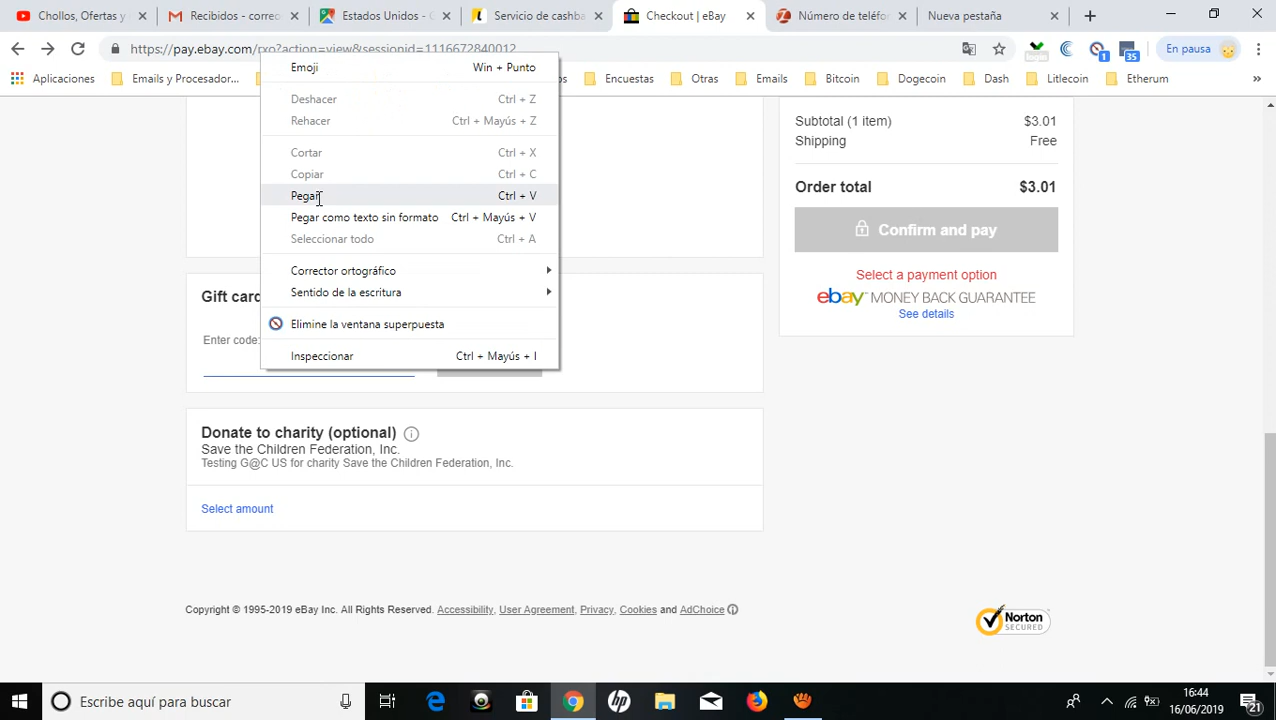 Chollos, Ofertas y
Recibidos - correo
Estados Unidos - G
Servicio de cashba
Checkout | eBay
Número de teléfo
Nueva pestaña
https://pay.ebay.com/rxo?action=view&sessionid=1116672840012
En pausa
Aplicaciones
Emails y Procesador...
Encuestas
Otras
Emails
Bitcoin
Dogecoin
Dash
Litlecoin
Etherum
Emoji Win + Punto
Deshacer Ctrl + Z
Rehacer Ctrl + Mayús + Z
Cortar Ctrl + X
Copiar Ctrl + C
Pegar Ctrl + V
Pegar como texto sin formato Ctrl + Mayús + V
Seleccionar todo Ctrl + A
Corrector ortográfico
Sentido de la escritura
Elimine la ventana superpuesta
Inspeccionar Ctrl + Mayús + I
Subtotal (1 item) $3.01
Shipping Free
Order total $3.01
Confirm and pay
Select a payment option
ebay MONEY BACK GUARANTEE
See details
Gift card
Enter code:
Donate to charity (optional)
Save the Children Federation, Inc.
Testing G@C US for charity Save the Children Federation, Inc.
Select amount
Copyright © 1995-2019 eBay Inc. All Rights Reserved. Accessibility, User Agreement, Privacy, Cookies and AdChoice
Norton
SECURED
Escribe aquí para buscar
16:44
16/06/2019
1
35
21